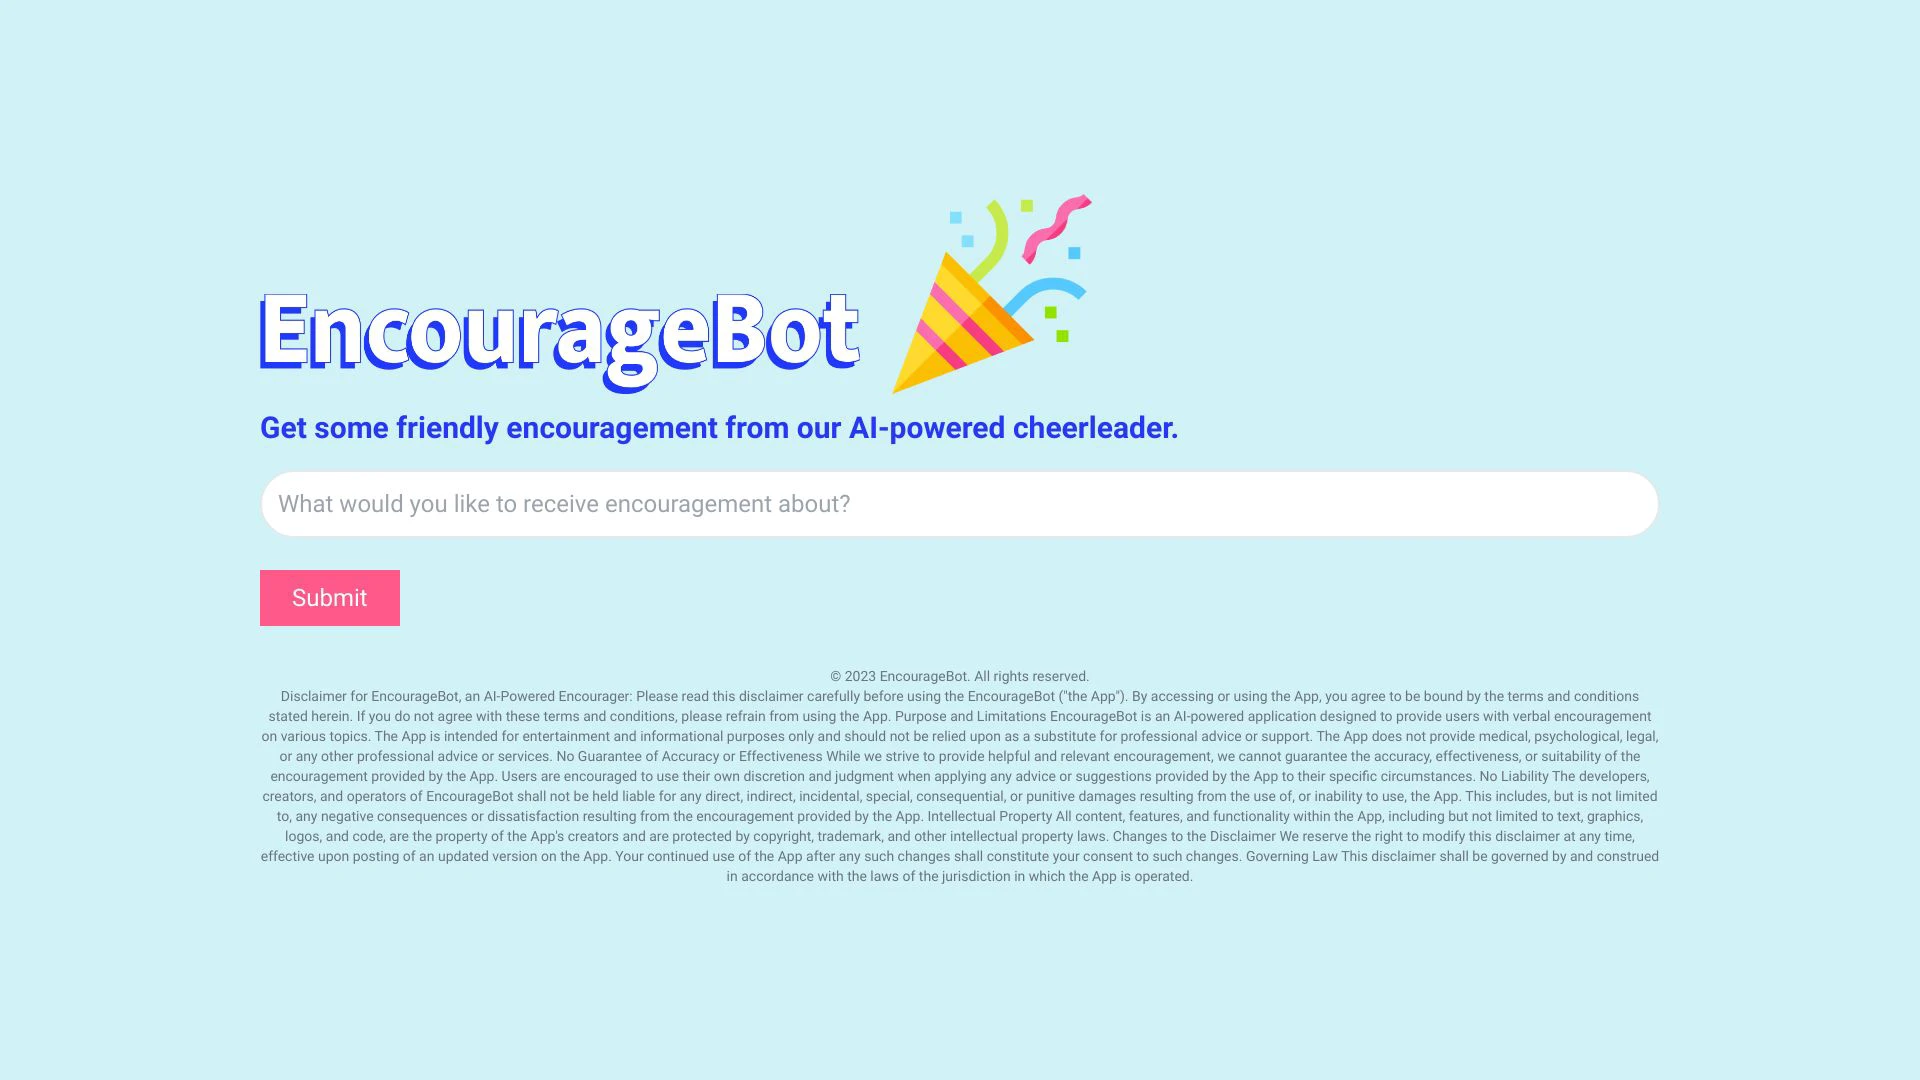 EncourageBot
Get some friendly encouragement from our AI-powered cheerleader.
What would you like to receive encouragement about?
Submit
© 2023 EncourageBot. All rights reserved.
Disclaimer for EncourageBot, an AI-Powered Encourager: Please read this disclaimer carefully before using the EncourageBot ("the App"). By accessing or using the App, you agree to be bound by the terms and conditions
stated herein. If you do not agree with these terms and conditions, please refrain from using the App. Purpose and Limitations EncourageBot is an AI-powered application designed to provide users with verbal encouragement
on various topics. The App is intended for entertainment and informational purposes only and should not be relied upon as a substitute for professional advice or support. The App does not provide medical, psychological, legal,
or any other professional advice or services. No Guarantee of Accuracy or Effectiveness While we strive to provide helpful and relevant encouragement, we cannot guarantee the accuracy, effectiveness, or suitability of the
encouragement provided by the App. Users are encouraged to use their own discretion and judgment when applying any advice or suggestions provided by the App to their specific circumstances. No Liability The developers,
creators, and operators of EncourageBot shall not be held liable for any direct, indirect, incidental, special, consequential, or punitive damages resulting from the use of, or inability to use, the App. This includes, but is not limited
to, any negative consequences or dissatisfaction resulting from the encouragement provided by the App. Intellectual Property All content, features, and functionality within the App, including but not limited to text, graphics,
logos, and code, are the property of the App's creators and are protected by copyright, trademark, and other intellectual property laws. Changes to the Disclaimer We reserve the right to modify this disclaimer at any time,
effective upon posting of an updated version on the App. Your continued use of the App after any such changes shall constitute your consent to such changes. Governing Law This disclaimer shall be governed by and construed
in accordance with the laws of the jurisdiction in which the App is operated.